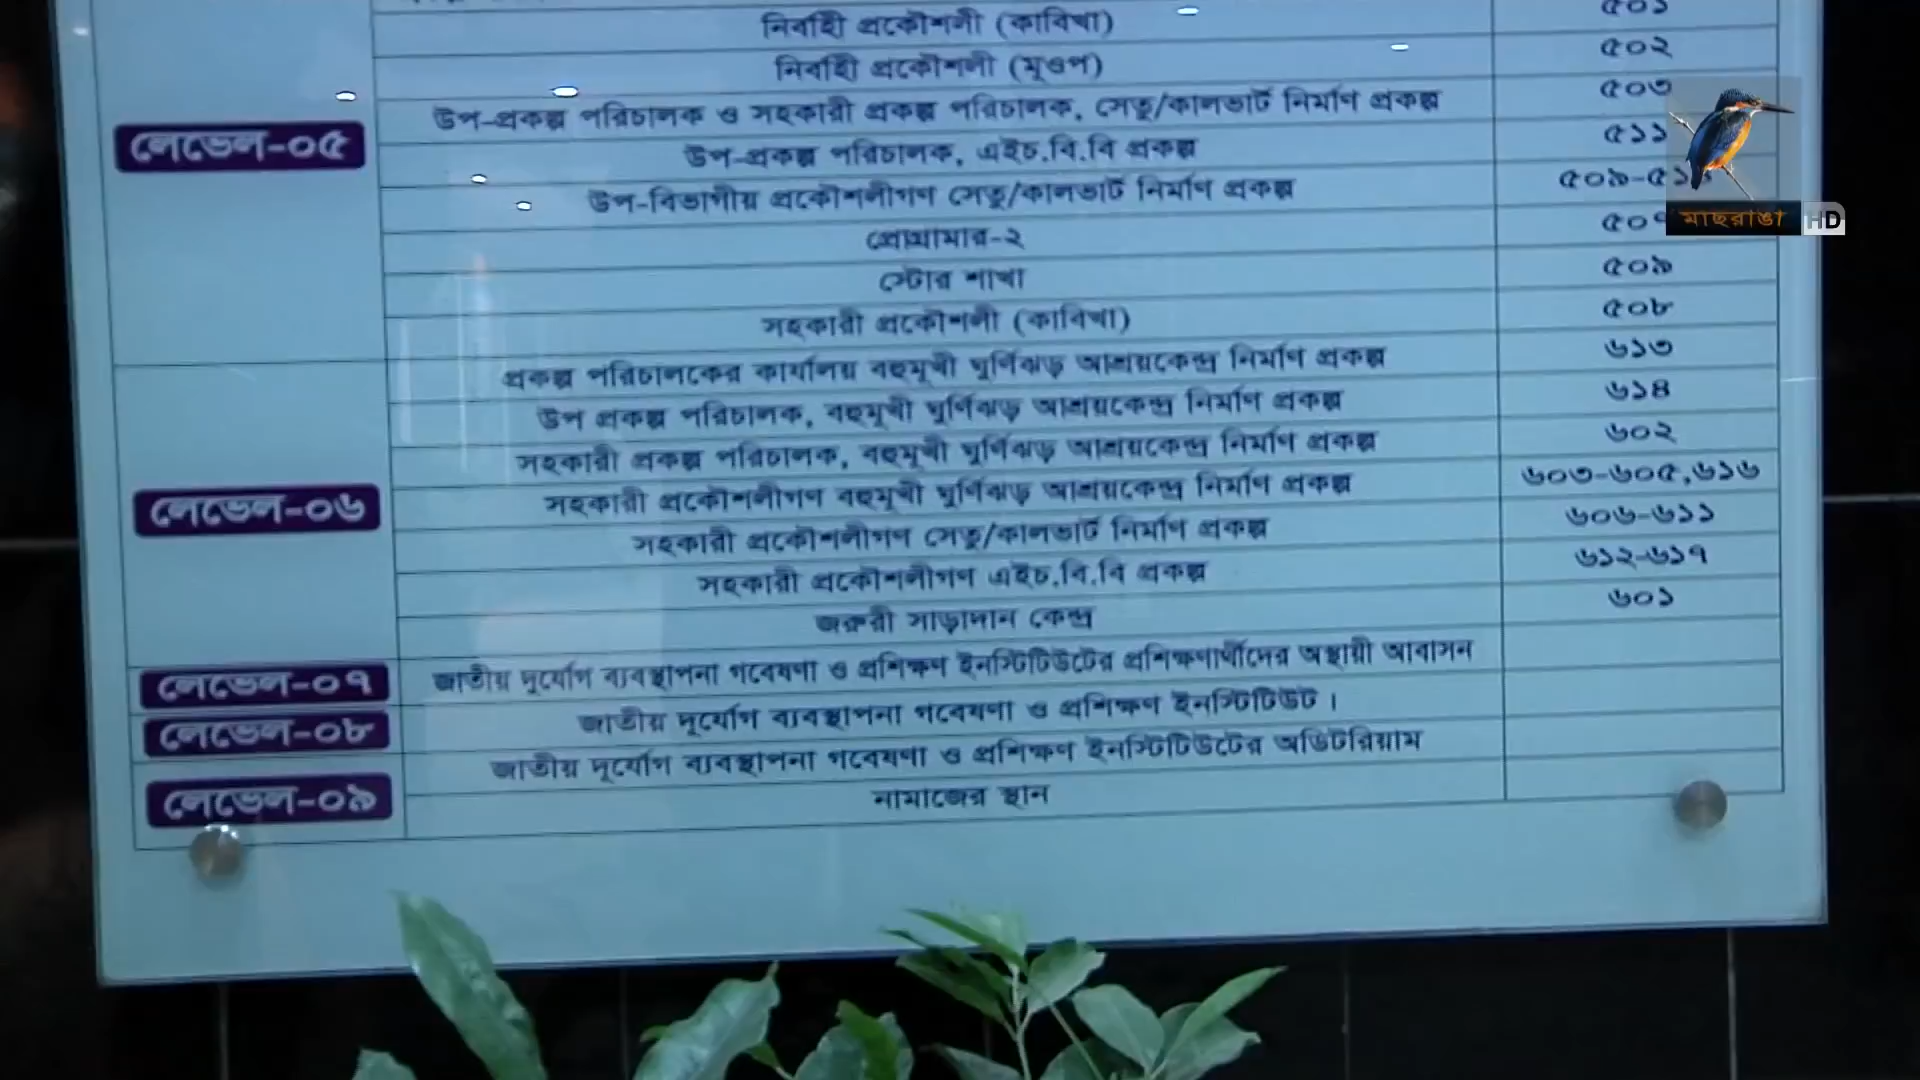 নির্বাহী প্রকৌশলী (কাবিখা) ৫০১
নির্বাহী প্রকৌশলী (মূওপ) ৫০২
উপ-প্রকল্প পরিচালক ও সহকারী প্রকল্প পরিচালক, সেতু/কালভার্ট নির্মাণ প্রকল্প ৫০৩
লেভেল-০৫
উপ-প্রকল্প পরিচালক, এইচ.বি.বি প্রকল্প ৫১১
উপ-বিভাগীয় প্রকৌশলীগণ সেতু/কালভার্ট নির্মাণ প্রকল্প
প্রোগ্রামার-২
স্টোর শাখা ৫০৯
সহকারী প্রকৌশলী (কাবিখা) ৫০৮
প্রকল্প পরিচালকের কার্যালয় বহুমূখী ঘূর্ণিঝড় আশ্রয়কেন্দ্র নির্মাণ প্রকল্প ৬১৩
উপ প্রকল্প পরিচালক, বহুমূখী ঘূর্ণিঝড় আশ্রয়কেন্দ্র নির্মাণ প্রকল্প ৬১৪
সহকারী প্রকল্প পরিচালক, বহুমূখী ঘূর্ণিঝড় আশ্রয়কেন্দ্র নির্মাণ প্রকল্প ৬০২
লেভেল-০৬
সহকারী প্রকৌশলীগণ বহুমূখী ঘূর্ণিঝড় আশ্রয়কেন্দ্র নির্মাণ প্রকল্প ৬০৩-৬০৫,৬১৬
সহকারী প্রকৌশলীগণ সেতু/কালভার্ট নির্মাণ প্রকল্প ৬০৬-৬১১
সহকারী প্রকৌশলীগণ এইচ.বি.বি প্রকল্প ৬১২-৬১৭
জরুরী সাড়াদান কেন্দ্র ৬০১
লেভেল-০৭ জাতীয় দূর্যোগ ব্যবস্থাপনা গবেষণা ও প্রশিক্ষণ ইনস্টিটিউটের প্রশিক্ষণার্থীদের অস্থায়ী আবাসন
লেভেল-০৮ জাতীয় দূর্যোগ ব্যবস্থাপনা গবেষণা ও প্রশিক্ষণ ইনস্টিটিউট ।
লেভেল-০৯ জাতীয় দূর্যোগ ব্যবস্থাপনা গবেষণা ও প্রশিক্ষণ ইনস্টিটিউটের অডিটরিয়াম
নামাজের স্থান
মাছরাঙা HD